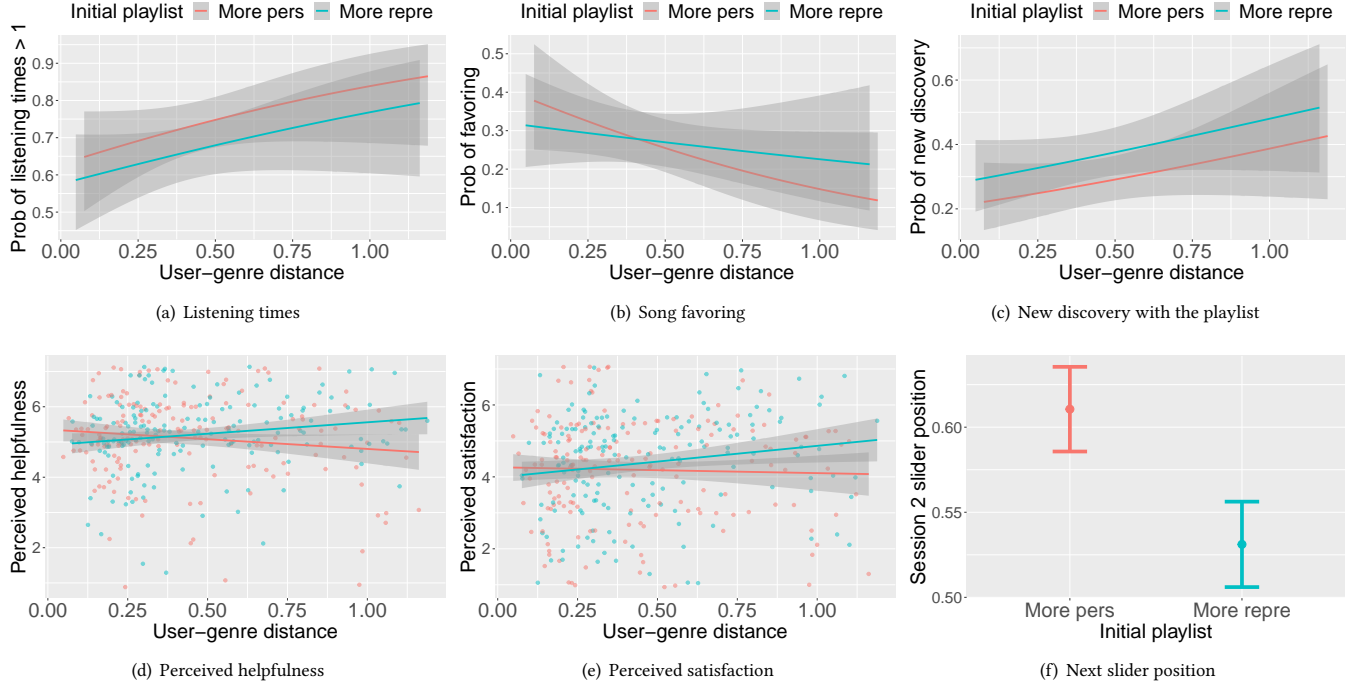 Initial playlist More pers More repre
Prob of listening times > 1
0.9
0.8
0.7
0.6
0.5
0.00 0.25 0.50 0.75 1.00
User−genre distance
(a) Listening times
Initial playlist More pers More repre
Prob of favoring
0.5
0.4
0.3
0.2
0.1
0.00 0.25 0.50 0.75 1.00
User−genre distance
(b) Song favoring
Initial playlist More pers More repre
Prob of new discovery
0.6
0.4
0.2
0.00 0.25 0.50 0.75 1.00
User−genre distance
(c) New discovery with the playlist
Perceived helpfulness
6
4
2
0.00 0.25 0.50 0.75 1.00
User−genre distance
(d) Perceived helpfulness
Perceived satisfaction
6
4
2
0.00 0.25 0.50 0.75 1.00
User−genre distance
(e) Perceived satisfaction
Session 2 slider position
0.60
0.55
0.50
More pers More repre
Initial playlist
(f) Next slider position